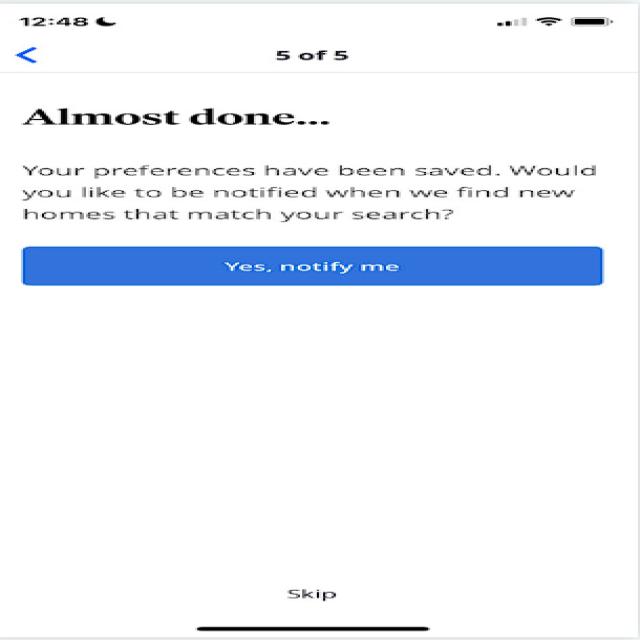 12:48
5 of 5
Almost done...
Your preferences have been saved. Would
you like to be notified when we find new
homes that match your search?
Yes, notify me
Skip